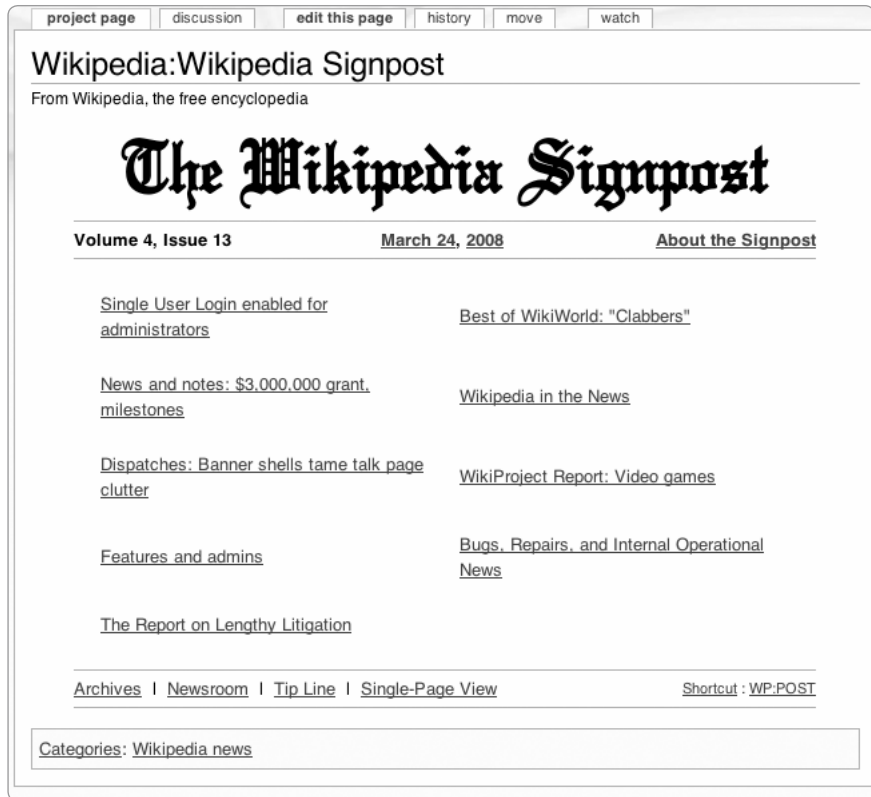 project page discussion edit this page history move watch
Wikipedia:Wikipedia Signpost
From Wikipedia, the free encyclopedia
The Wikipedia Signpost
Volume 4, Issue 13 March 24, 2008 About the Signpost
Single User Login enabled for
administrators
News and notes: $3,000,000 grant,
milestones
Dispatches: Banner shells tame talk page
clutter
Features and admins
The Report on Lengthy Litigation
Best of WikiWorld: "Clabbers"
Wikipedia in the News
WikiProject Report: Video games
Bugs, Repairs, and Internal Operational
News
Archives | Newsroom | Tip Line | Single-Page View Shortcut : WP:POST
Categories: Wikipedia news